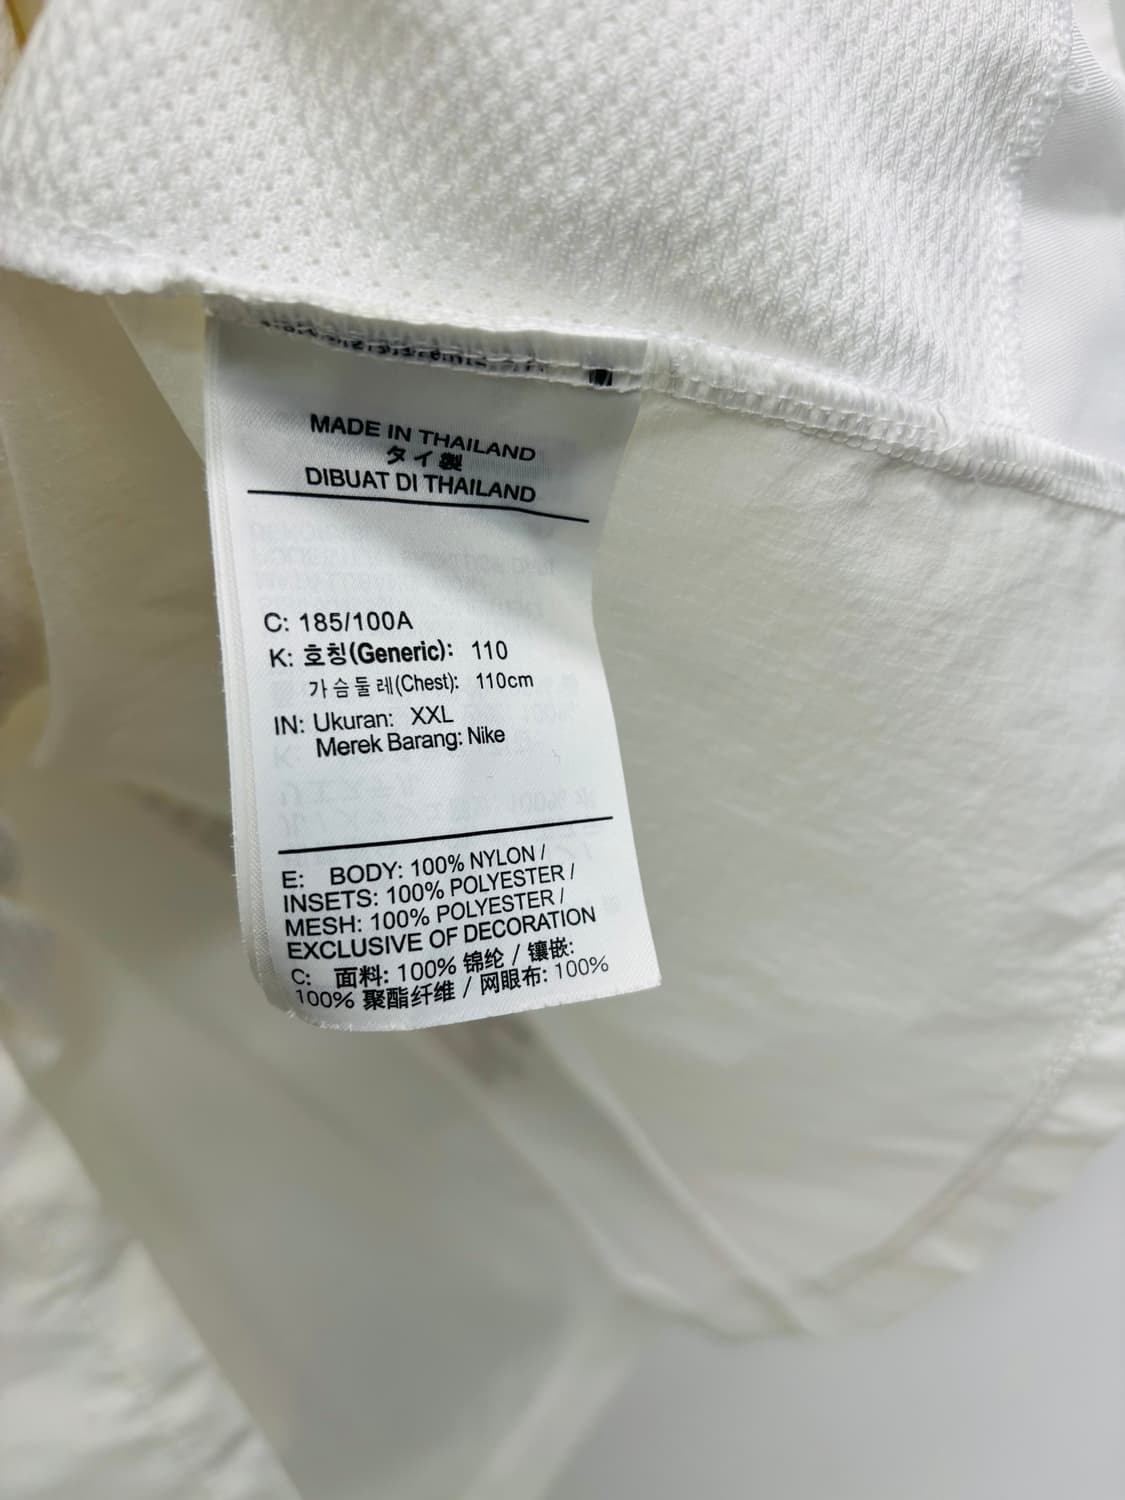 MADE IN THAILAND
タイ製
DIBUAT DI THAILAND
C: 185/100A
K: 호칭(Generic): 110
가슴둘레(Chest): 110cm
IN: Ukuran: XXL
Merek Barang: Nike
E: BODY: 100% NYLON /
INSETS: 100% POLYESTER /
MESH: 100% POLYESTER /
EXCLUSIVE OF DECORATION
C: 面料: 100% 锦纶 / 镶嵌:
100% 聚酯纤维 / 网眼布: 100%